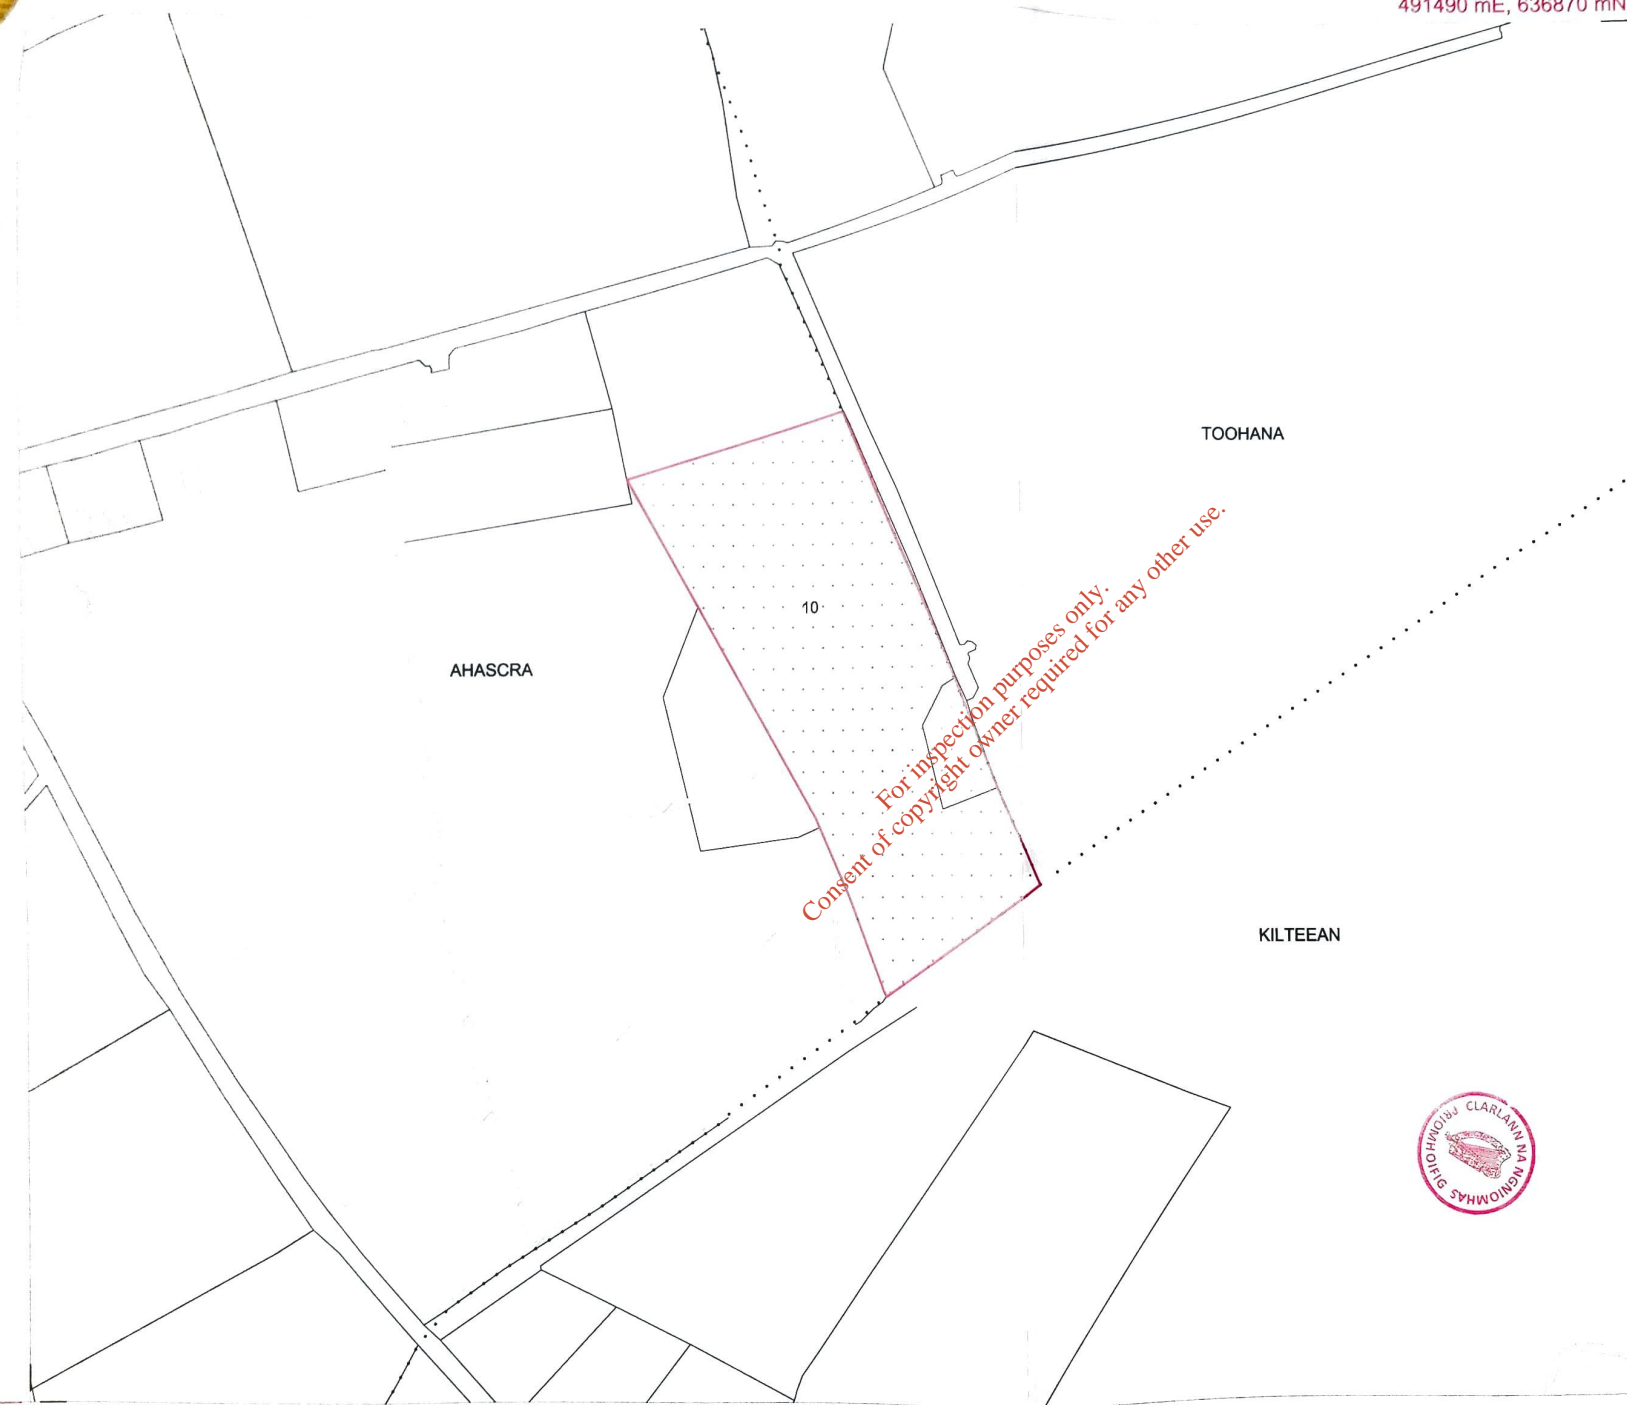 491490 mE, 636870 mN
TOOHANA
10
AHASCRA
For inspection purposes only.
Consent of copyright owner required for any other use.
KILTEEAN
PRIOMHOIFIG CLARLANN NA NGNIOMHAS